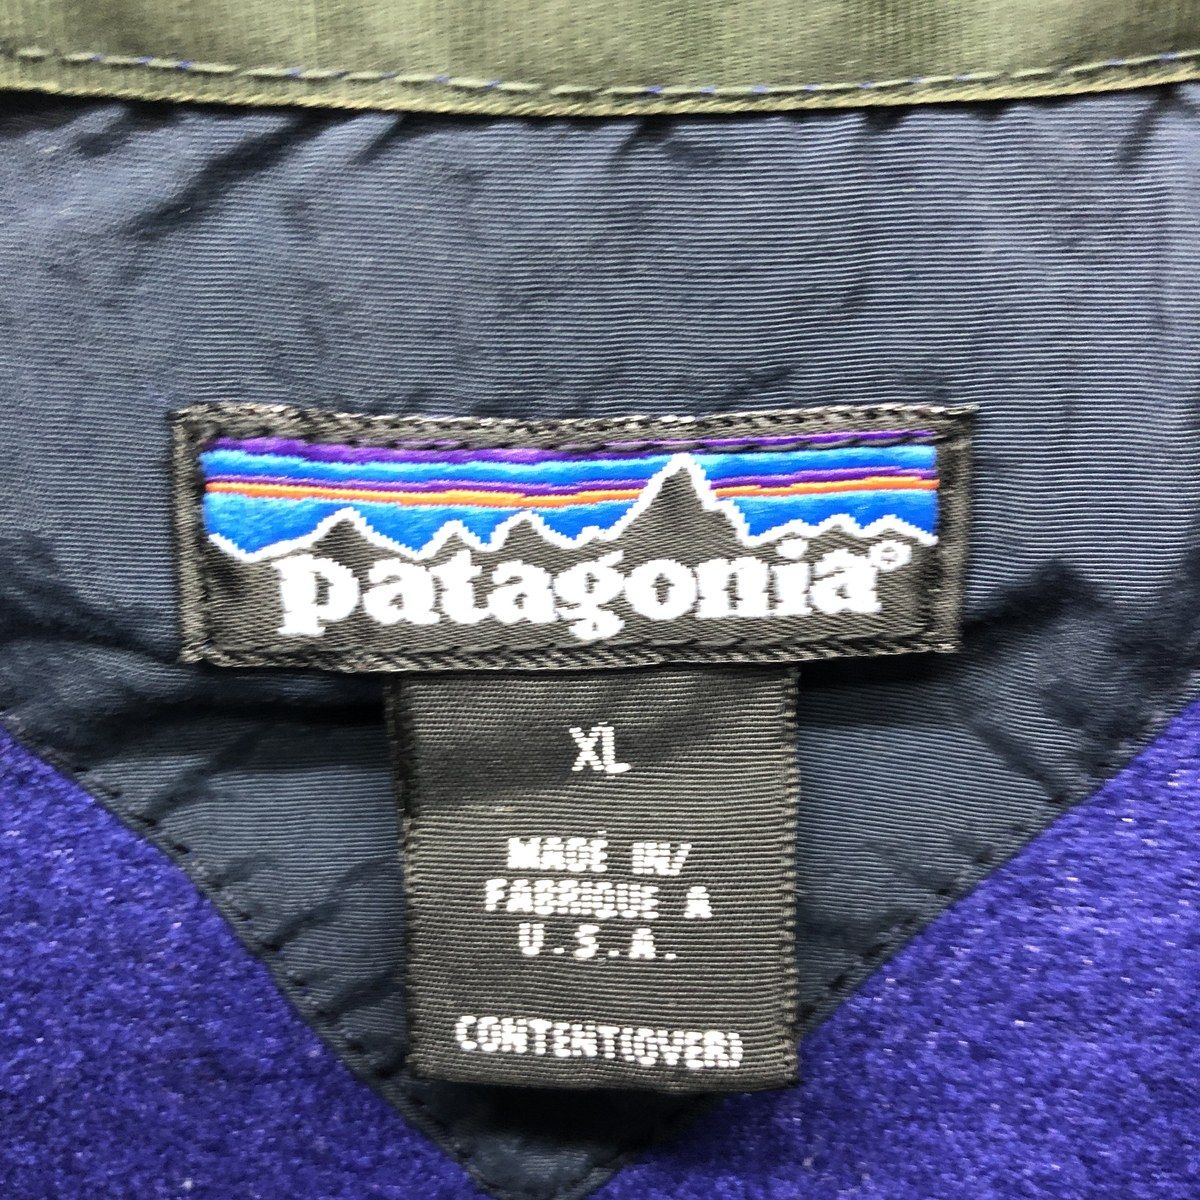 patagonia®
XL
MADE IN/
FABRIQUE A
U.S.A.
CONTENT(OVER)